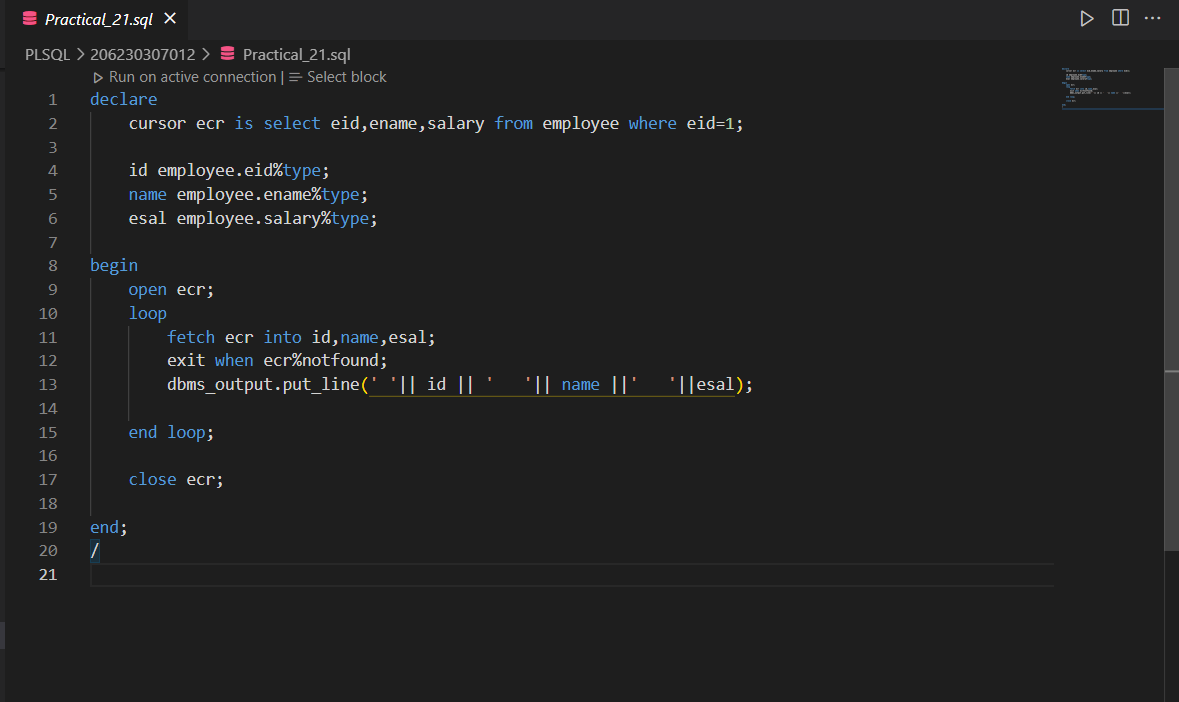 Practical_21.sql
PLSQL > 206230307012 > Practical_21.sql
Run on active connection | Select block
1 declare
2     cursor ecr is select eid,ename,salary from employee where eid=1;
3
4     id employee.eid%type;
5     name employee.ename%type;
6     esal employee.salary%type;
7
8 begin
9     open ecr;
10     loop
11         fetch ecr into id,name,esal;
12         exit when ecr%notfound;
13         dbms_output.put_line(' '|| id || '   '|| name ||'   '||esal);
14
15     end loop;
16
17     close ecr;
18
19 end;
20 /
21